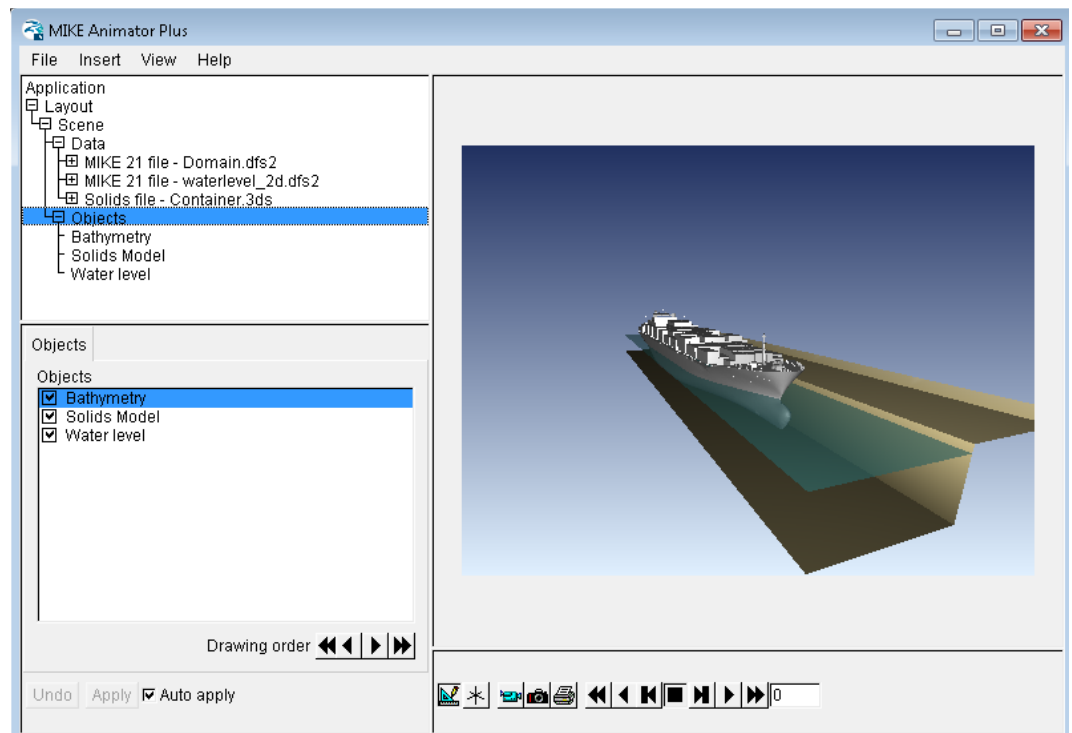 MIKE Animator Plus
File Insert View Help
Application
Layout
Scene
Data
MIKE 21 file - Domain.dfs2
MIKE 21 file - waterlevel_2d.dfs2
Solids file - Container.3ds
Objects
Bathymetry
Solids Model
Water level
Objects
Objects
Bathymetry
Solids Model
Water level
Drawing order
Undo Apply Auto apply
0